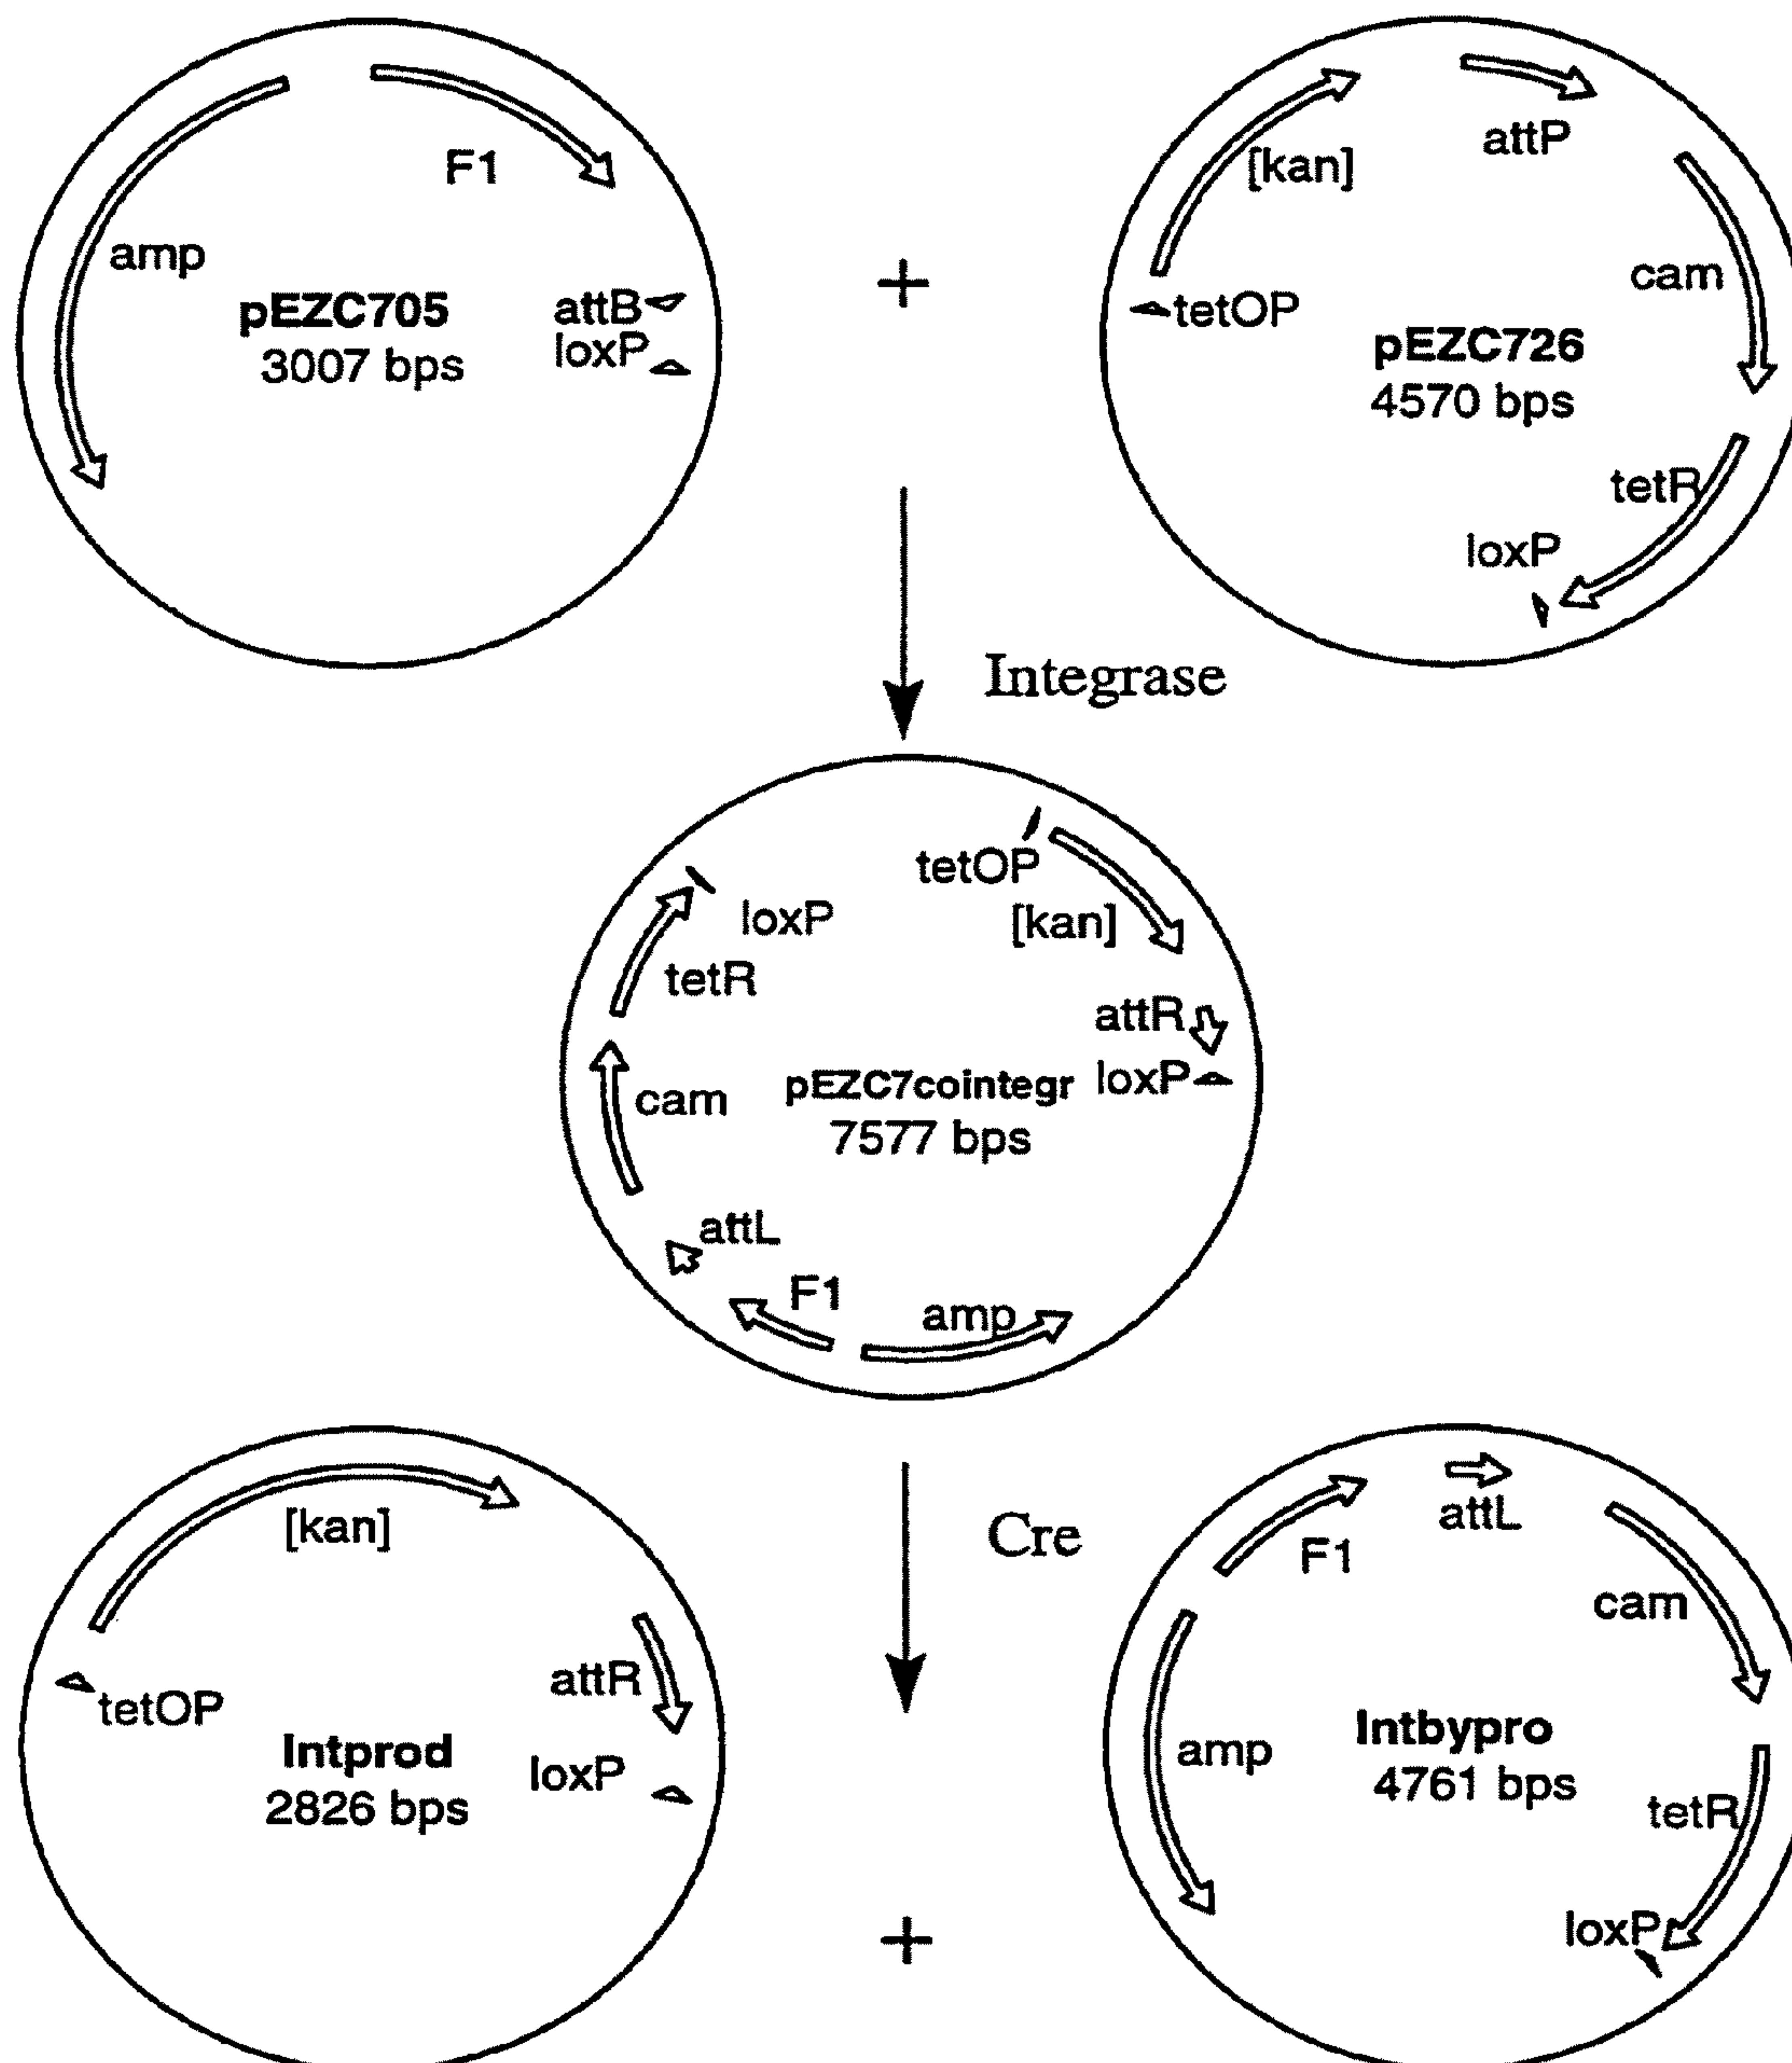 F1
amp
pEZC705
3007 bps
attB
loxP
+
[kan]
attP
cam
tetOP
pEZC726
4570 bps
tetR
loxP
Integrase
tetOP
loxP
[kan]
tetR
attR
loxP
cam
pEZC7cointegr
7577 bps
attL
F1
amp
Cre
[kan]
attR
tetOP
Intprod
2826 bps
loxP
+
attL
F1
cam
amp
Intbypro
4761 bps
tetR
loxP